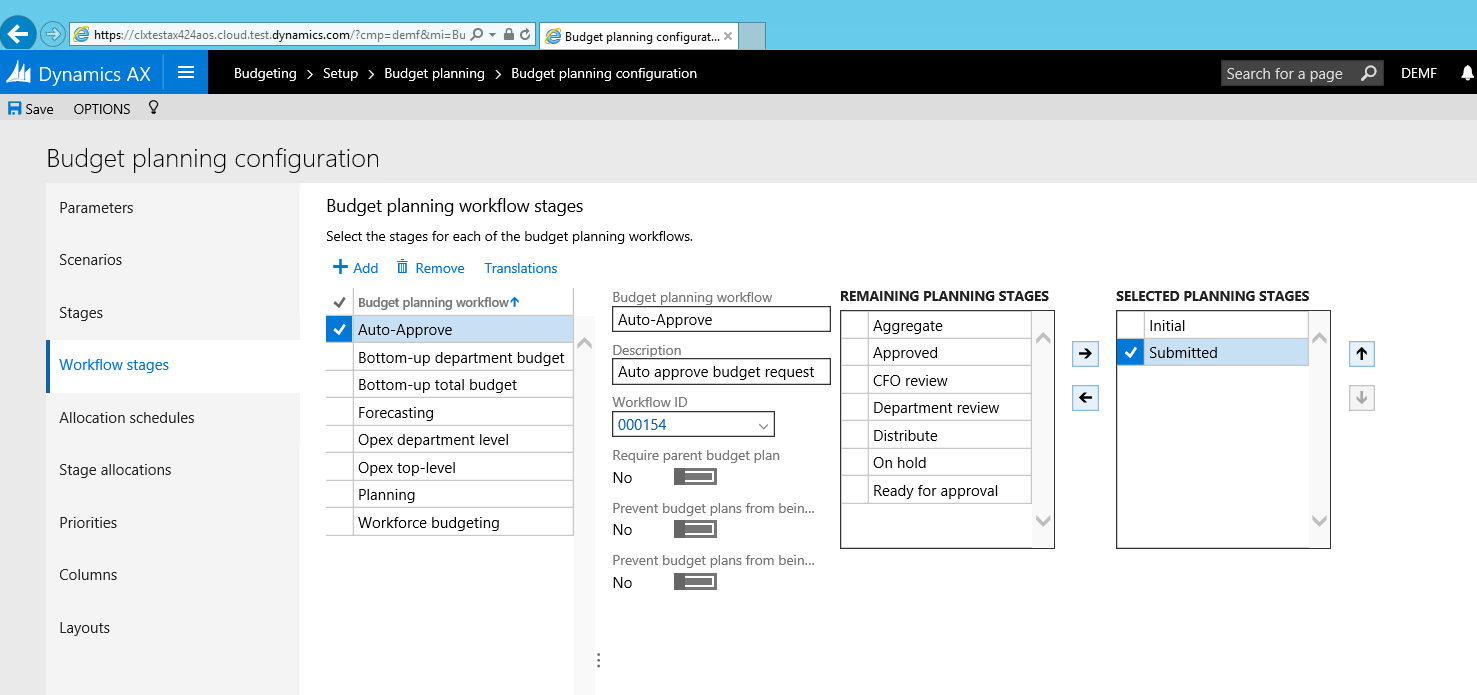 https://clxtestax424aos.cloud.test.dynamics.com/?cmp=demf&mi=Bu
Budget planning configurat...
Dynamics AX
Budgeting > Setup > Budget planning > Budget planning configuration
Search for a page
DEMF
Save OPTIONS
Budget planning configuration
Parameters
Scenarios
Stages
Workflow stages
Allocation schedules
Stage allocations
Priorities
Columns
Layouts
Budget planning workflow stages
Select the stages for each of the budget planning workflows.
Add Remove Translations
Budget planning workflow
Auto-Approve
Bottom-up department budget
Bottom-up total budget
Forecasting
Opex department level
Opex top-level
Planning
Workforce budgeting
Budget planning workflow
Auto-Approve
Description
Auto approve budget request
Workflow ID
000154
Require parent budget plan
No
Prevent budget plans from bein...
No
Prevent budget plans from bein...
No
REMAINING PLANNING STAGES
Aggregate
Approved
CFO review
Department review
Distribute
On hold
Ready for approval
SELECTED PLANNING STAGES
Initial
Submitted